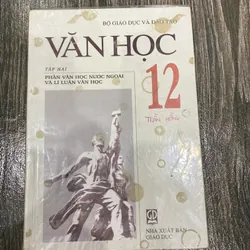 BỘ GIÁO DỤC VÀ ĐÀO TẠO
VĂN HỌC
TẬP HAI
PHẦN VĂN HỌC NƯỚC NGOÀI
VÀ LÍ LUẬN VĂN HỌC
12
NHÀ XUẤT BẢN
GIÁO DỤC